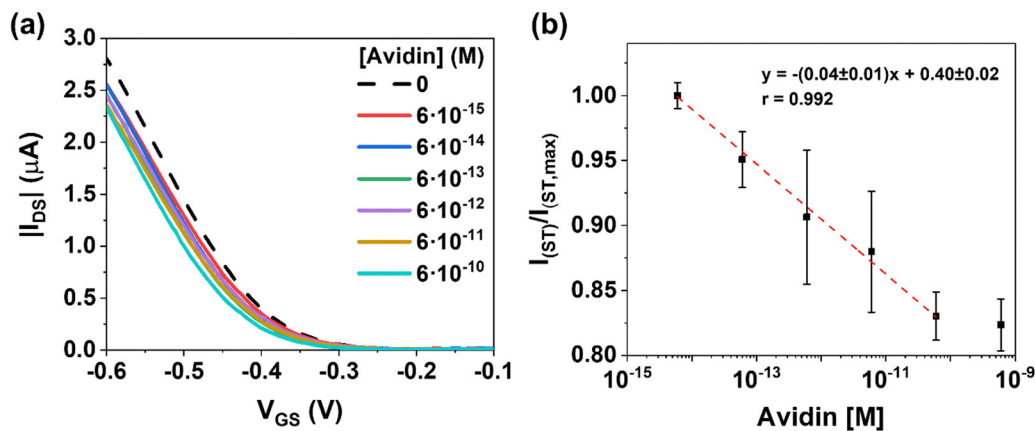 (a)
3.0
2.5
2.0
1.5
1.0
0.5
0.0
|I_DS| (μA)
-0.6 -0.5 -0.4 -0.3 -0.2 -0.1
V_GS (V)
[Avidin] (M)
0
6·10⁻¹⁵
6·10⁻¹⁴
6·10⁻¹³
6·10⁻¹²
6·10⁻¹¹
6·10⁻¹⁰
(b)
1.00
0.95
0.90
0.85
0.80
I_(ST)/I_(ST,max)
y = -(0.04±0.01)x + 0.40±0.02
r = 0.992
10⁻¹⁵ 10⁻¹³ 10⁻¹¹ 10⁻⁹
Avidin [M]